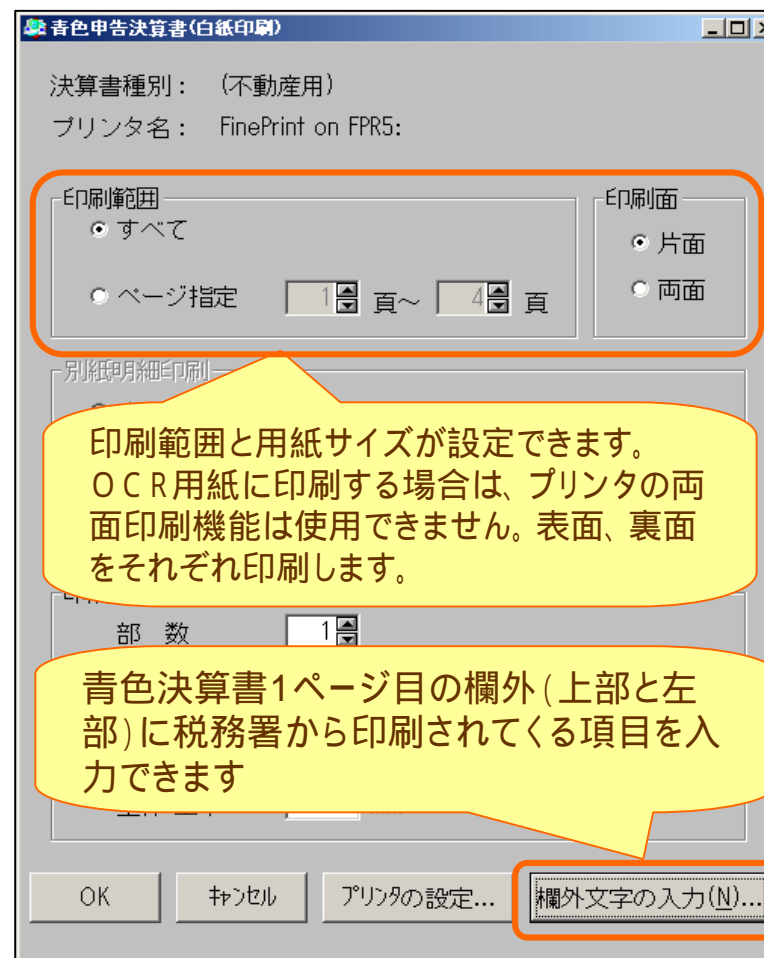 青色申告決算書(白紙印刷)
決算書種別： (不動産用)
プリンタ名： FinePrint on FPR5:
印刷範囲
印刷面
すべて
片面
ページ指定 1 頁～ 4 頁
両面
別紙明細印刷
印刷範囲と用紙サイズが設定できます。
ＯＣＲ用紙に印刷する場合は、プリンタの両
面印刷機能は使用できません。表面、裏面
をそれぞれ印刷します。
部 数 1
青色決算書1ページ目の欄外(上部と左
部)に税務署から印刷されてくる項目を入
力できます
OK キャンセル プリンタの設定... 欄外文字の入力(N)...